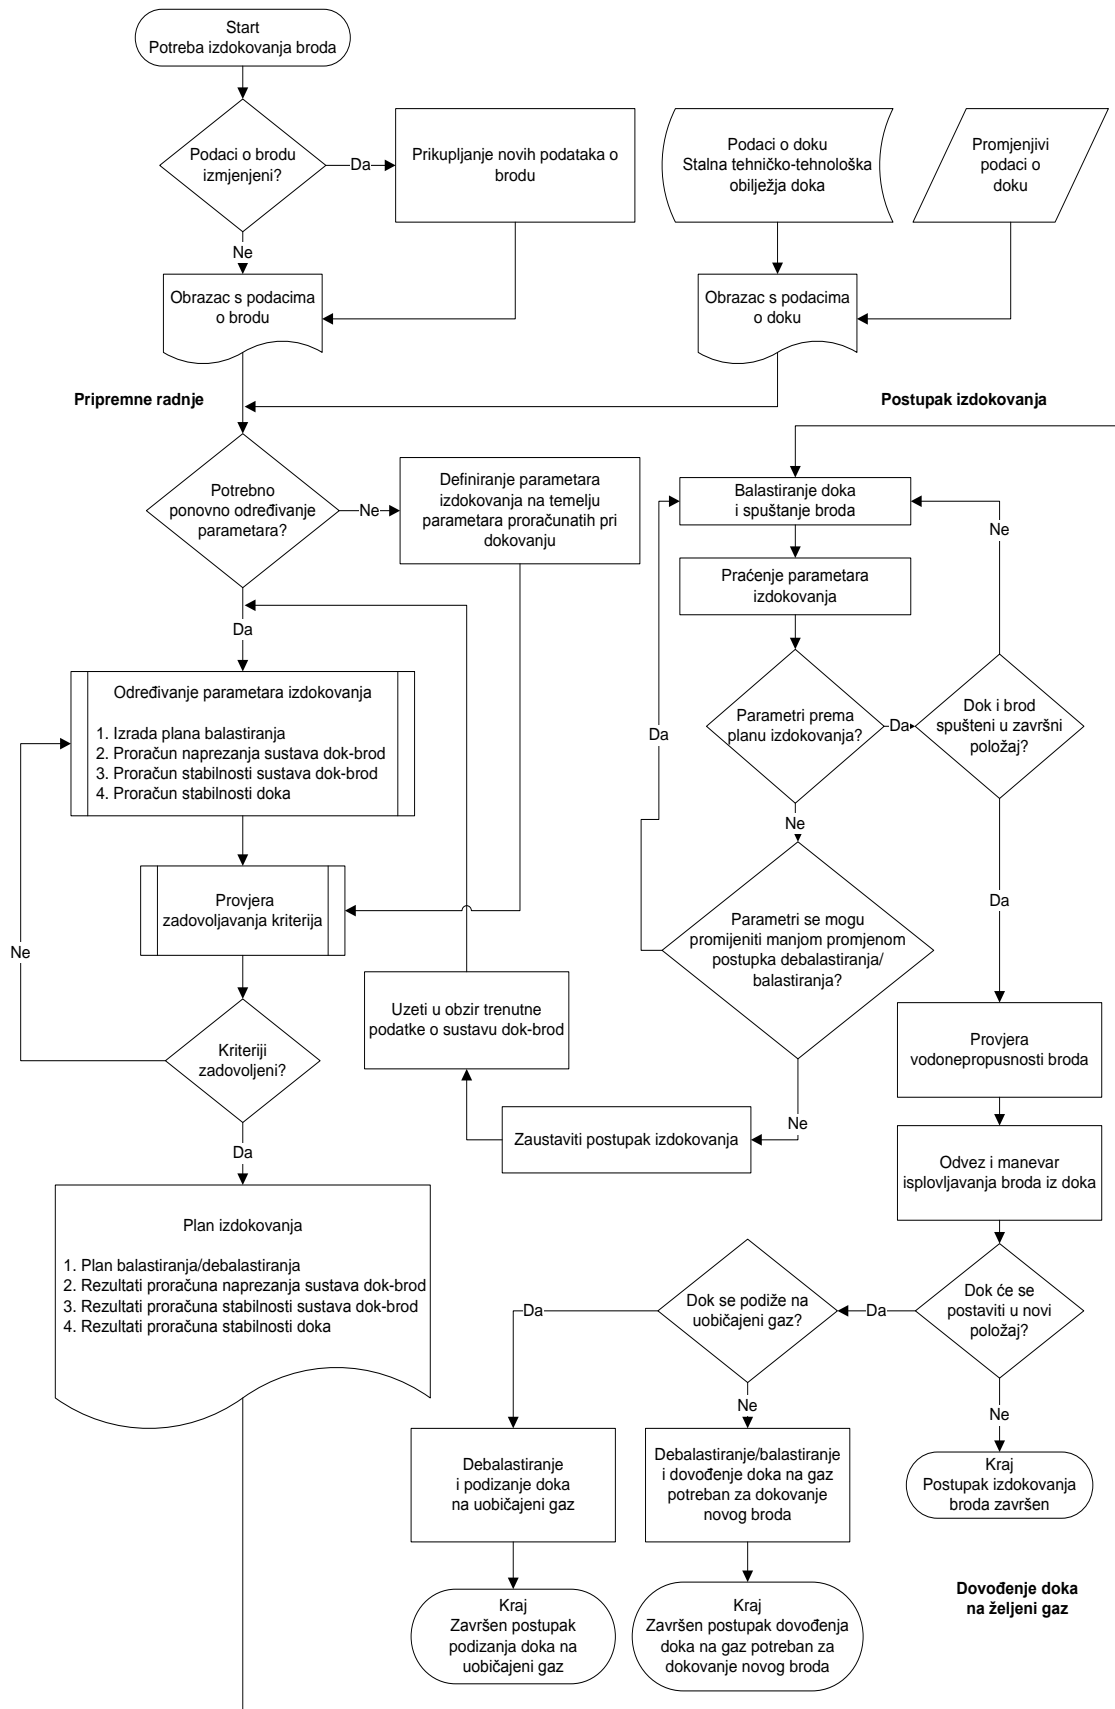 Start
Potreba izdokovanja broda
Podaci o brodu
izmjenjeni?
Da
Prikupljanje novih podataka o
brodu
Podaci o doku
Stalna tehničko-tehnološka
obilježja doka
Promjenjivi
podaci o
doku
Ne
Obrazac s podacima
o brodu
Obrazac s podacima
o doku
Pripremne radnje
Postupak izdokovanja
Potrebno
ponovno određivanje
parametara?
Ne
Definiranje parametara
izdokovanja na temelju
parametara proračunatih pri
dokovanju
Da
Određivanje parametara izdokovanja
1. Izrada plana balastiranja
2. Proračun naprezanja sustava dok-brod
3. Proračun stabilnosti sustava dok-brod
4. Proračun stabilnosti doka
Provjera
zadovoljavanja kriterija
Ne
Kriteriji
zadovoljeni?
Da
Uzeti u obzir trenutne
podatke o sustavu dok-brod
Zaustaviti postupak izdokovanja
Plan izdokovanja
1. Plan balastiranja/debalastiranja
2. Rezultati proračuna naprezanja sustava dok-brod
3. Rezultati proračuna stabilnosti sustava dok-brod
4. Rezultati proračuna stabilnosti doka
Balastiranje doka
i spuštanje broda
Ne
Praćenje parametara
izdokovanja
Da
Parametri prema
planu izdokovanja?
Da
Dok i brod
spušteni u završni
položaj?
Ne
Parametri se mogu
promijeniti manjom promjenom
postupka debalastiranja/
balastiranja?
Ne
Da
Provjera
vodonepropusnosti broda
Odvez i manevar
isplovljavanja broda iz doka
Dok će se
postaviti u novi
položaj?
Da
Dok se podiže na
uobičajeni gaz?
Da
Ne
Ne
Debalastiranje
i podizanje doka
na uobičajeni gaz
Debalastiranje/balastiranje
i dovođenje doka na gaz
potreban za dokovanje
novog broda
Kraj
Postupak izdokovanja
broda završen
Dovođenje doka
na željeni gaz
Kraj
Završen postupak
podizanja doka na
uobičajeni gaz
Kraj
Završen postupak dovođenja
doka na gaz potreban za
dokovanje novog broda